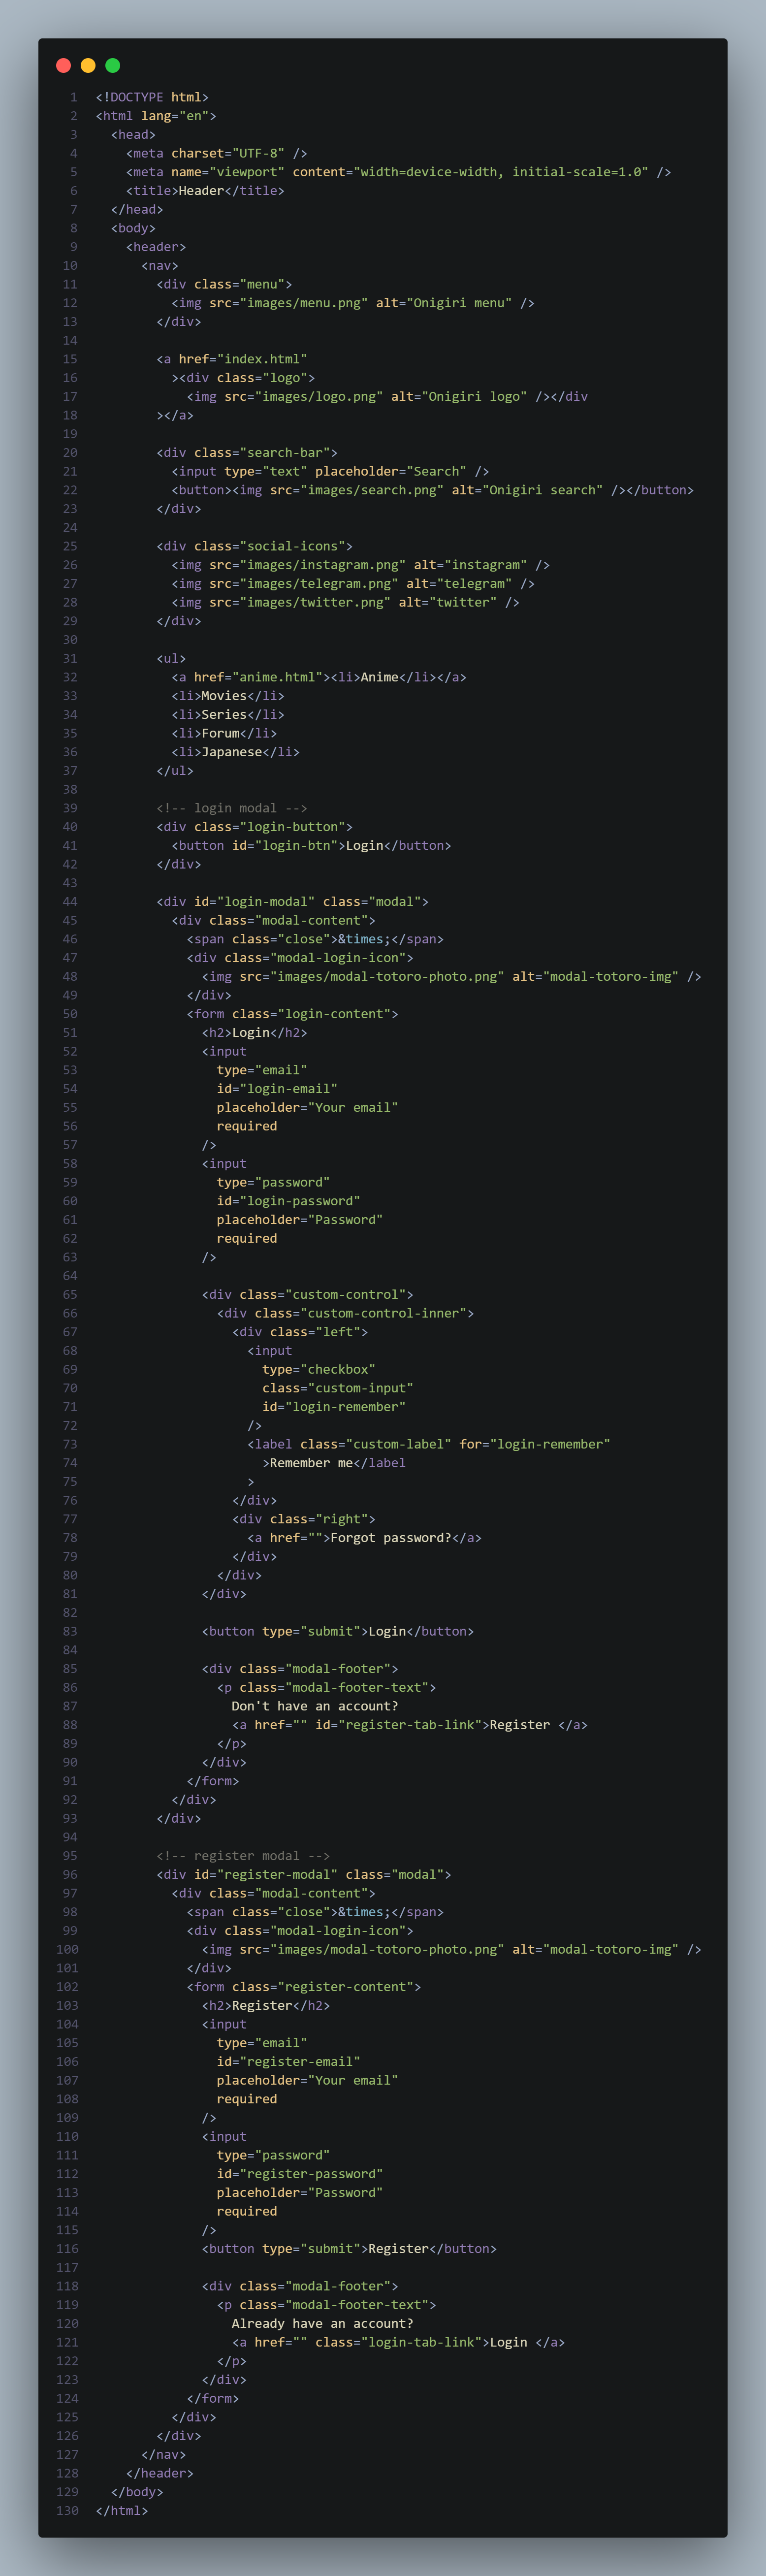 1 <!DOCTYPE html>
2 <html lang="en">
3   <head>
4     <meta charset="UTF-8" />
5     <meta name="viewport" content="width=device-width, initial-scale=1.0" />
6     <title>Header</title>
7   </head>
8   <body>
9     <header>
10       <nav>
11         <div class="menu">
12           <img src="images/menu.png" alt="Onigiri menu" />
13         </div>
14
15         <a href="index.html"
16           ><div class="logo">
17             <img src="images/logo.png" alt="Onigiri logo" /></div
18         ></a>
19
20         <div class="search-bar">
21           <input type="text" placeholder="Search" />
22           <button><img src="images/search.png" alt="Onigiri search" /></button>
23         </div>
24
25         <div class="social-icons">
26           <img src="images/instagram.png" alt="instagram" />
27           <img src="images/telegram.png" alt="telegram" />
28           <img src="images/twitter.png" alt="twitter" />
29         </div>
30
31         <ul>
32           <a href="anime.html"><li>Anime</li></a>
33           <li>Movies</li>
34           <li>Series</li>
35           <li>Forum</li>
36           <li>Japanese</li>
37         </ul>
38
39         <!-- login modal -->
40         <div class="login-button">
41           <button id="login-btn">Login</button>
42         </div>
43
44         <div id="login-modal" class="modal">
45           <div class="modal-content">
46             <span class="close">&times;</span>
47             <div class="modal-login-icon">
48               <img src="images/modal-totoro-photo.png" alt="modal-totoro-img" />
49             </div>
50             <form class="login-content">
51               <h2>Login</h2>
52               <input
53                 type="email"
54                 id="login-email"
55                 placeholder="Your email"
56                 required
57               />
58               <input
59                 type="password"
60                 id="login-password"
61                 placeholder="Password"
62                 required
63               />
64
65               <div class="custom-control">
66                 <div class="custom-control-inner">
67                   <div class="left">
68                     <input
69                       type="checkbox"
70                       class="custom-input"
71                       id="login-remember"
72                     />
73                     <label class="custom-label" for="login-remember"
74                       >Remember me</label
75                     >
76                   </div>
77                   <div class="right">
78                     <a href="">Forgot password?</a>
79                   </div>
80                 </div>
81               </div>
82
83               <button type="submit">Login</button>
84
85               <div class="modal-footer">
86                 <p class="modal-footer-text">
87                   Don't have an account?
88                   <a href="" id="register-tab-link">Register </a>
89                 </p>
90               </div>
91             </form>
92           </div>
93         </div>
94
95         <!-- register modal -->
96         <div id="register-modal" class="modal">
97           <div class="modal-content">
98             <span class="close">&times;</span>
99             <div class="modal-login-icon">
100               <img src="images/modal-totoro-photo.png" alt="modal-totoro-img" />
101             </div>
102             <form class="register-content">
103               <h2>Register</h2>
104               <input
105                 type="email"
106                 id="register-email"
107                 placeholder="Your email"
108                 required
109               />
110               <input
111                 type="password"
112                 id="register-password"
113                 placeholder="Password"
114                 required
115               />
116               <button type="submit">Register</button>
117
118               <div class="modal-footer">
119                 <p class="modal-footer-text">
120                   Already have an account?
121                   <a href="" class="login-tab-link">Login </a>
122                 </p>
123               </div>
124             </form>
125           </div>
126         </div>
127       </nav>
128     </header>
129   </body>
130 </html>